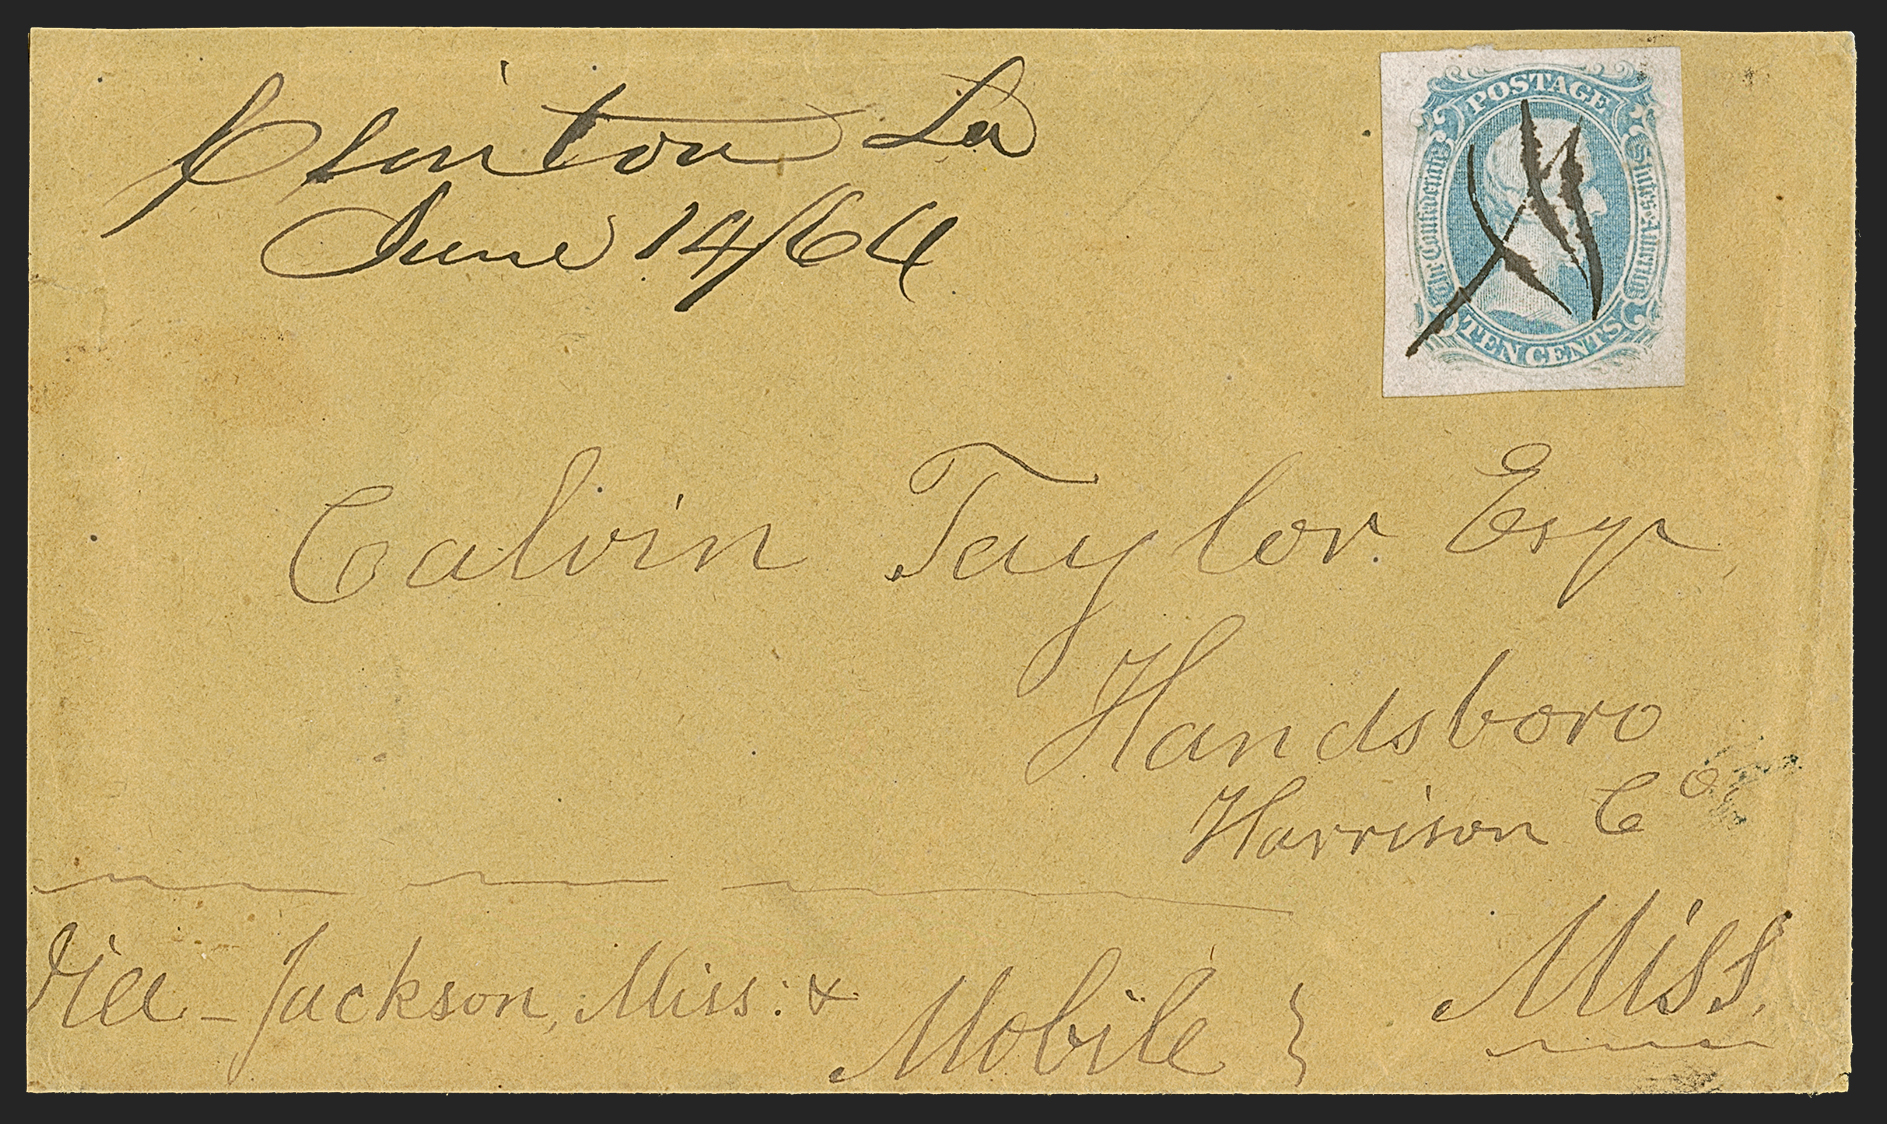 Clinton La
June 14/64
POSTAGE
The Confederate States of America
TEN CENTS
Calvin Taylor Esqr
Handsboro
Harrison Co
Miss.
Via - Jackson, Miss: & Mobile }